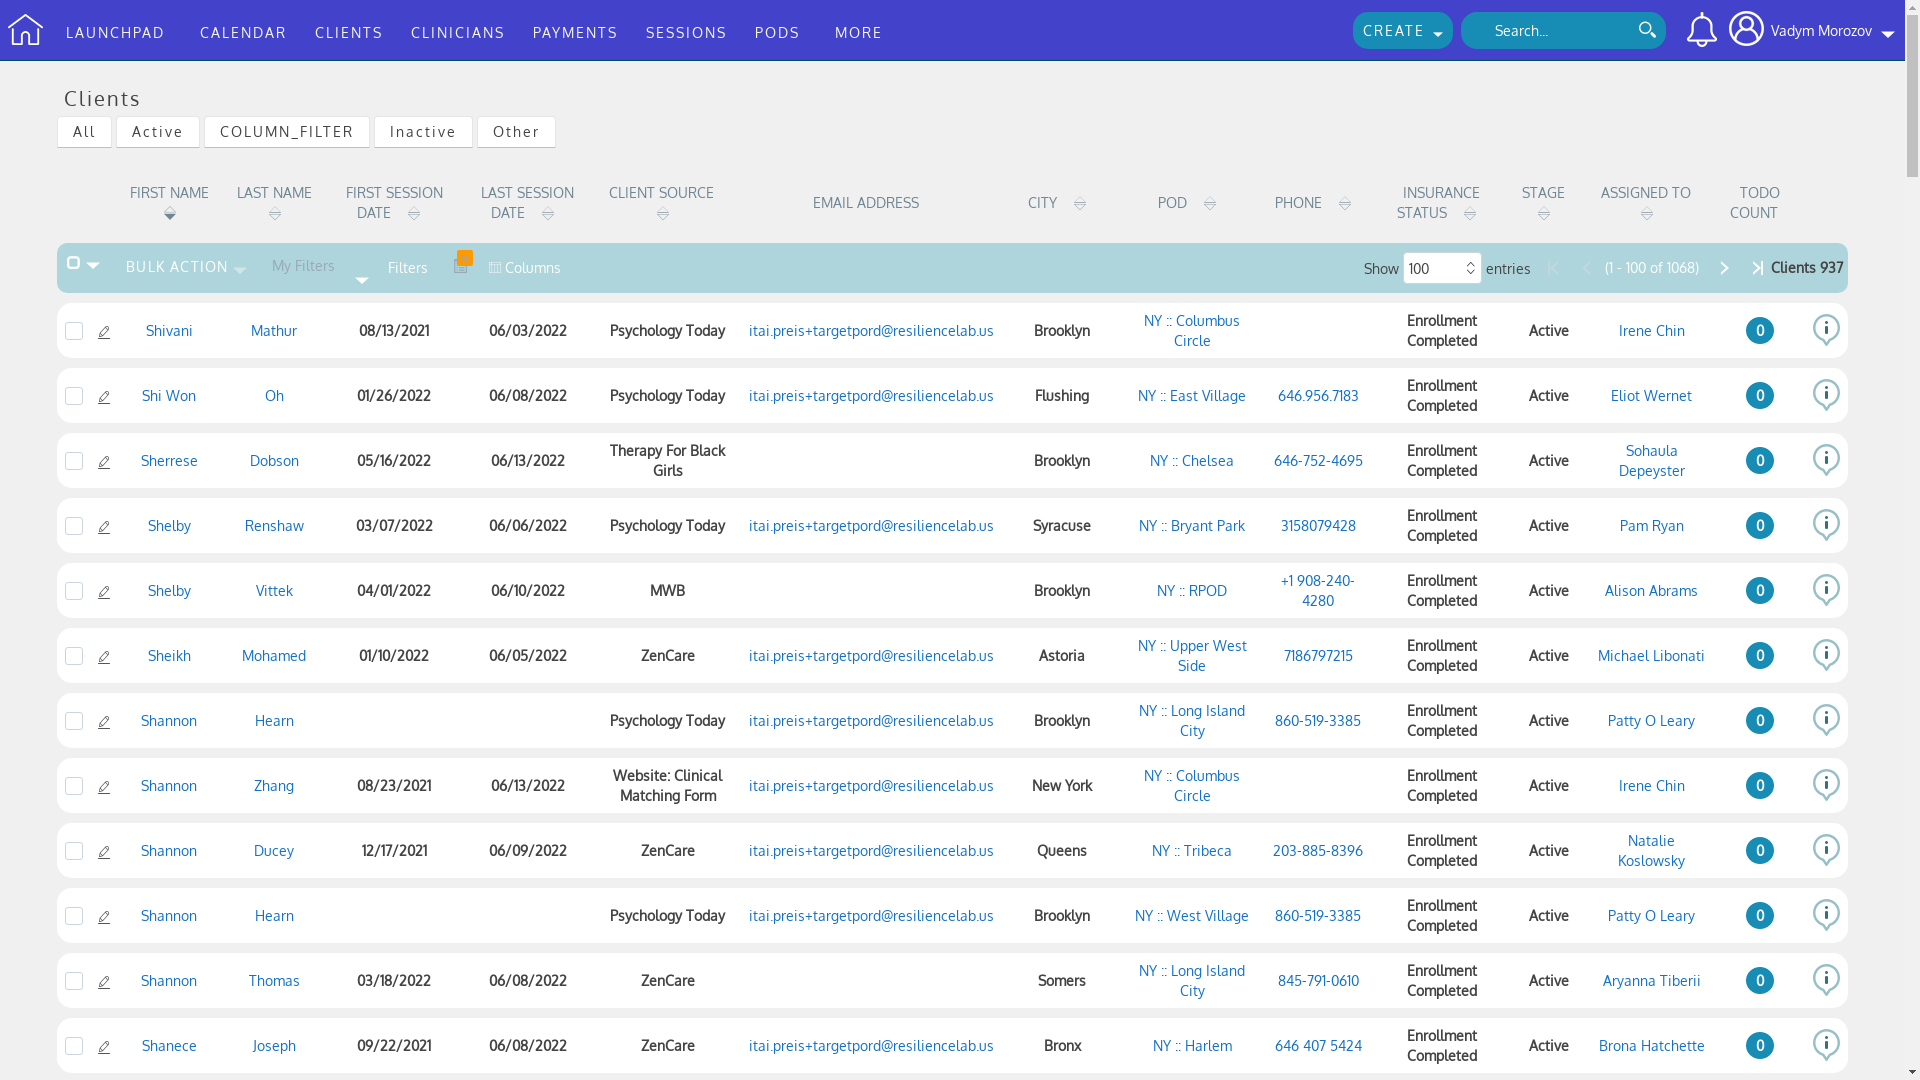 LAUNCHPAD CALENDAR CLIENTS CLINICIANS PAYMENTS SESSIONS PODS MORE CREATE Search... Vadym Morozov
Clients
All Active COLUMN_FILTER Inactive Other
FIRST NAME LAST NAME FIRST SESSION DATE LAST SESSION DATE CLIENT SOURCE EMAIL ADDRESS CITY POD PHONE INSURANCE STATUS STAGE ASSIGNED TO TODO COUNT
BULK ACTION My Filters Filters Columns Show 100 entries (1 - 100 of 1068) Clients 937
Shivani Mathur 08/13/2021 06/03/2022 Psychology Today itai.preis+targetpord@resiliencelab.us Brooklyn NY :: Columbus Circle Enrollment Completed Active Irene Chin 0
Shi Won Oh 01/26/2022 06/08/2022 Psychology Today itai.preis+targetpord@resiliencelab.us Flushing NY :: East Village 646.956.7183 Enrollment Completed Active Eliot Wernet 0
Sherrese Dobson 05/16/2022 06/13/2022 Therapy For Black Girls Brooklyn NY :: Chelsea 646-752-4695 Enrollment Completed Active Sohaula Depeyster 0
Shelby Renshaw 03/07/2022 06/06/2022 Psychology Today itai.preis+targetpord@resiliencelab.us Syracuse NY :: Bryant Park 3158079428 Enrollment Completed Active Pam Ryan 0
Shelby Vittek 04/01/2022 06/10/2022 MWB Brooklyn NY :: RPOD +1 908-240-4280 Enrollment Completed Active Alison Abrams 0
Sheikh Mohamed 01/10/2022 06/05/2022 ZenCare itai.preis+targetpord@resiliencelab.us Astoria NY :: Upper West Side 7186797215 Enrollment Completed Active Michael Libonati 0
Shannon Hearn Psychology Today itai.preis+targetpord@resiliencelab.us Brooklyn NY :: Long Island City 860-519-3385 Enrollment Completed Active Patty O Leary 0
Shannon Zhang 08/23/2021 06/13/2022 Website: Clinical Matching Form itai.preis+targetpord@resiliencelab.us New York NY :: Columbus Circle Enrollment Completed Active Irene Chin 0
Shannon Ducey 12/17/2021 06/09/2022 ZenCare itai.preis+targetpord@resiliencelab.us Queens NY :: Tribeca 203-885-8396 Enrollment Completed Active Natalie Koslowsky 0
Shannon Hearn Psychology Today itai.preis+targetpord@resiliencelab.us Brooklyn NY :: West Village 860-519-3385 Enrollment Completed Active Patty O Leary 0
Shannon Thomas 03/18/2022 06/08/2022 ZenCare Somers NY :: Long Island City 845-791-0610 Enrollment Completed Active Aryanna Tiberii 0
Shanece Joseph 09/22/2021 06/08/2022 ZenCare itai.preis+targetpord@resiliencelab.us Bronx NY :: Harlem 646 407 5424 Enrollment Completed Active Brona Hatchette 0